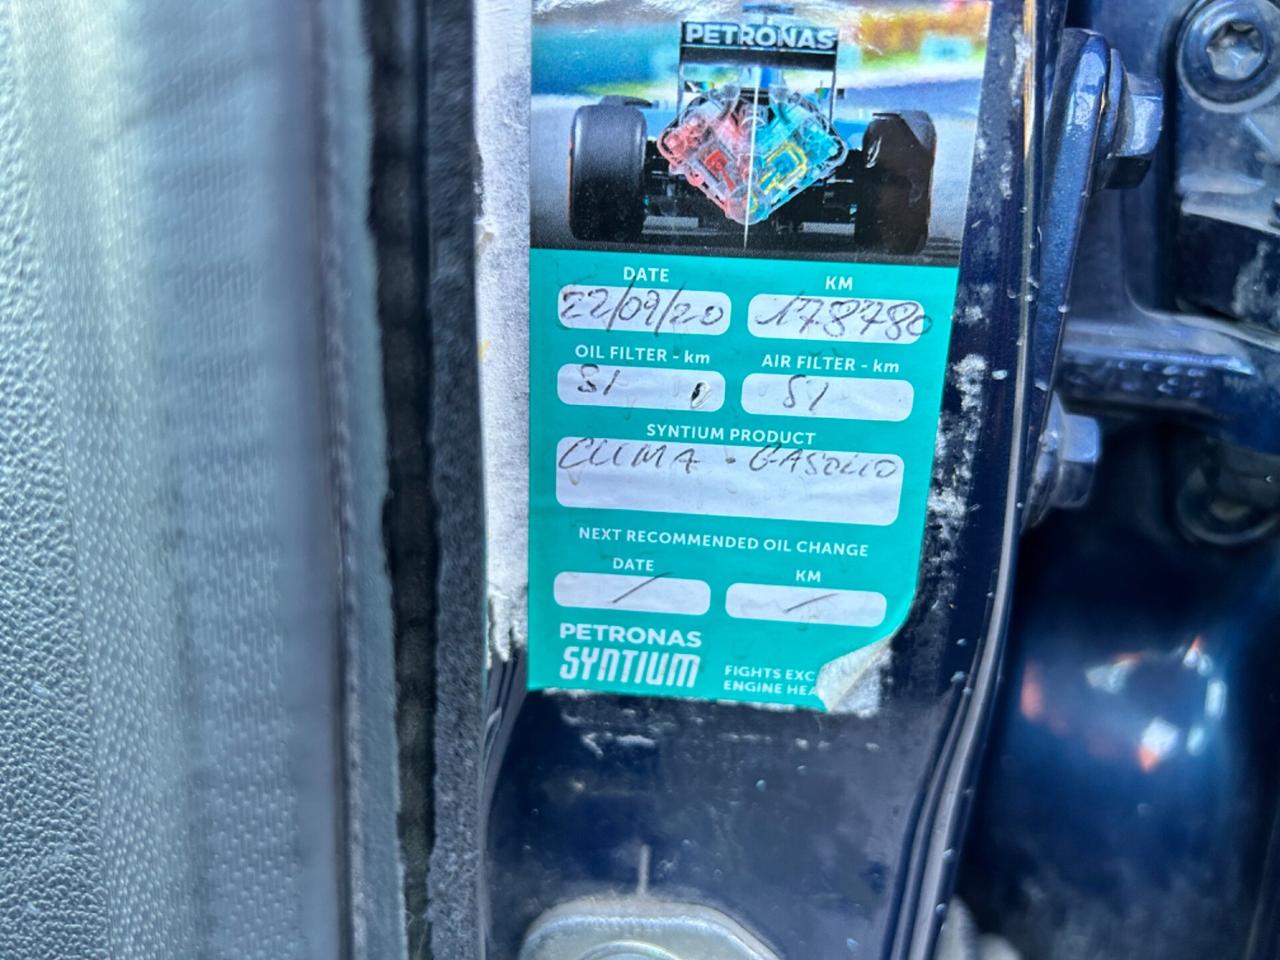 PETRONAS
DATE KM
22/09/20 178780
OIL FILTER - km AIR FILTER - km
SI SI
SYNTIUM PRODUCT
CLIMA - GASOLIO
NEXT RECOMMENDED OIL CHANGE
DATE KM
/ /
PETRONAS
SYNTIUM
FIGHTS EXC
ENGINE HEA